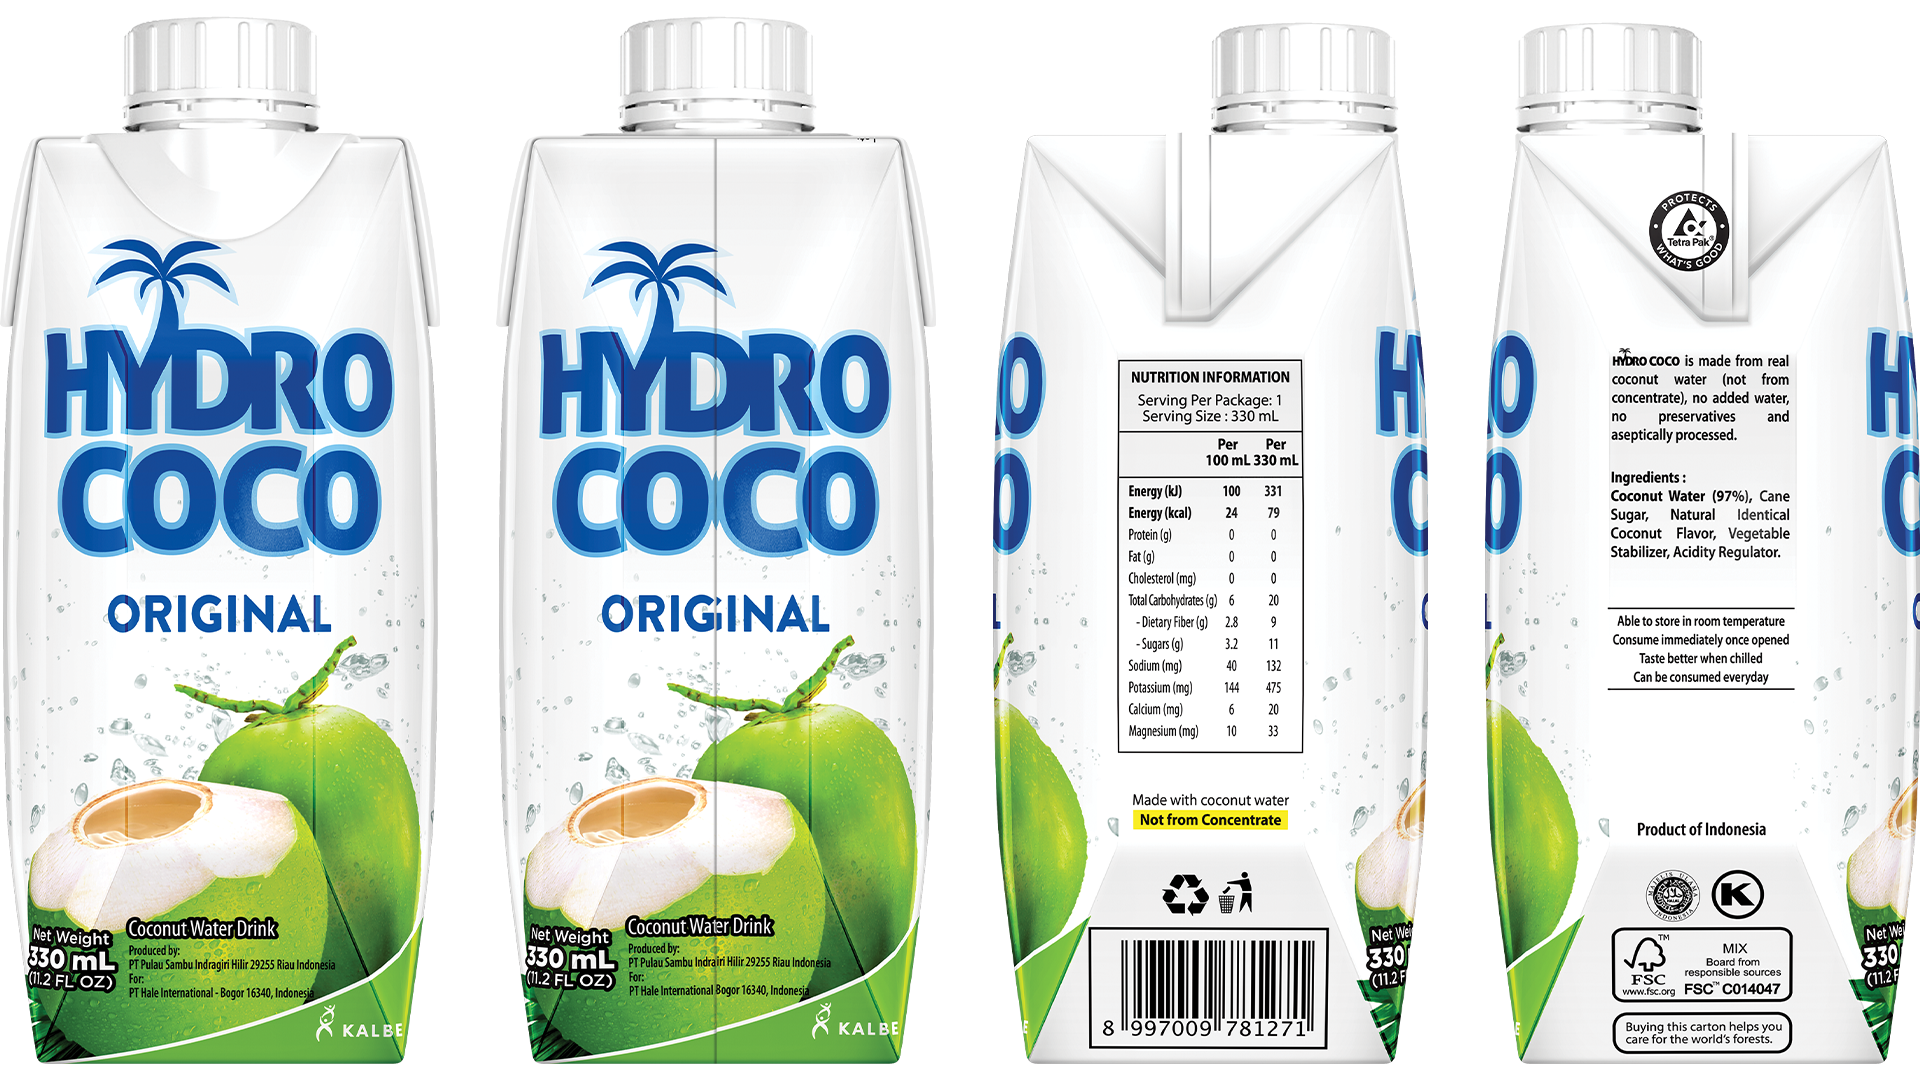 HYDRO
COCO
ORIGINAL
Net Weight
330 mL
(11.2 FL OZ)
Coconut Water Drink
Produced by:
PT Pulau Sambu Indragiri Hilir 29255 Riau Indonesia
For:
PT Hale International - Bogor 16340, Indonesia
KALBE
HYDRO
COCO
ORIGINAL
Net Weight
330 mL
(11.2 FL OZ)
Coconut Water Drink
Produced by:
PT Pulau Sambu Indrairi Hilir 29255 Riau Indonesia
For:
PT Hale International Bogor 16340, Indonesia
KALBE
NUTRITION INFORMATION
Serving Per Package: 1
Serving Size : 330 mL
Per Per
100 mL 330 mL
Energy (kJ) 100 331
Energy (kcal) 24 79
Protein (g) 0 0
Fat (g) 0 0
Cholesterol (mg) 0 0
Total Carbohydrates (g) 6 20
- Dietary Fiber (g) 2.8 9
- Sugars (g) 3.2 11
Sodium (mg) 40 132
Potassium (mg) 144 475
Calcium (mg) 6 20
Magnesium (mg) 10 33
Made with coconut water
Not from Concentrate
8 997009 781271
PROTECTS
Tetra Pak®
WHAT'S GOOD
HYDRO COCO is made from real
coconut water (not from
concentrate), no added water,
no preservatives and
aseptically processed.
Ingredients :
Coconut Water (97%), Cane
Sugar, Natural Identical
Coconut Flavor, Vegetable
Stabilizer, Acidity Regulator.
Able to store in room temperature
Consume immediately once opened
Taste better when chilled
Can be consumed everyday
Product of Indonesia
MAJELIS ULAMA
INDONESIA
K
FSC
www.fsc.org
MIX
Board from
responsible sources
FSC™ C014047
Buying this carton helps you
care for the world's forests.